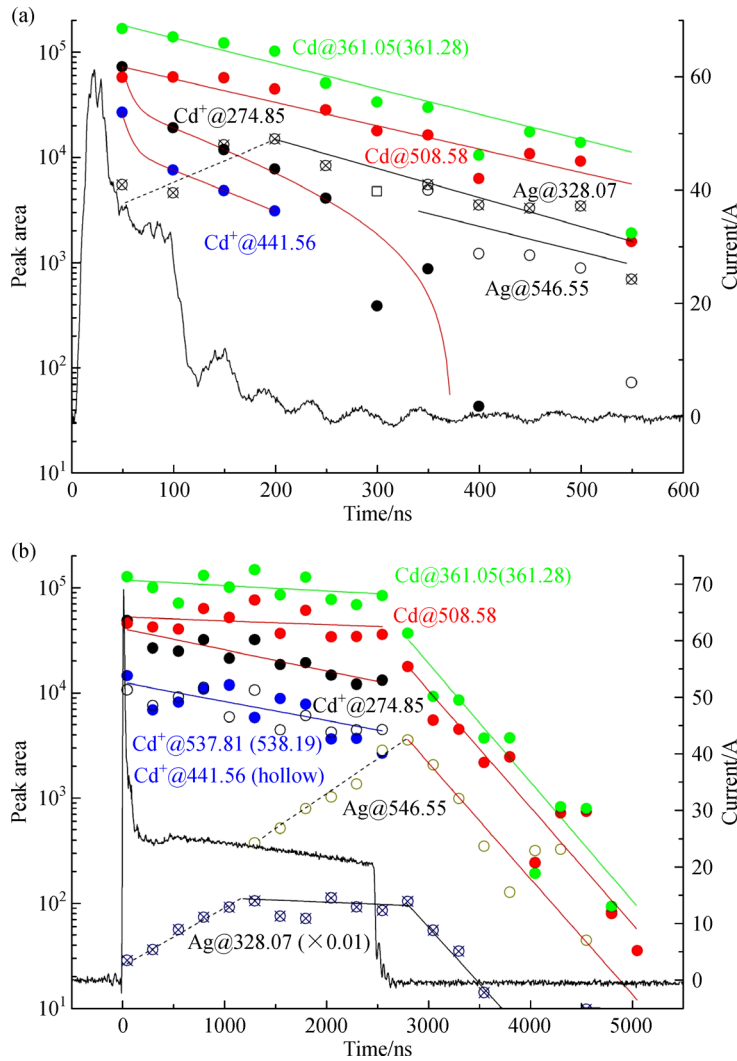 (a)
10⁵
10⁴
10³
10²
10¹
Peak area
Cd@361.05(361.28)
Cd⁺@274.85
Cd@508.58
Ag@328.07
Cd⁺@441.56
Ag@546.55
60
40
20
0
Current/A
0 100 200 300 400 500 600
Time/ns
(b)
10⁵
10⁴
10³
10²
10¹
Peak area
Cd@361.05(361.28)
Cd@508.58
Cd⁺@274.85
Cd⁺@537.81 (538.19)
Cd⁺@441.56 (hollow)
Ag@546.55
Ag@328.07 (×0.01)
70
60
50
40
30
20
10
0
Current/A
0 1000 2000 3000 4000 5000
Time/ns